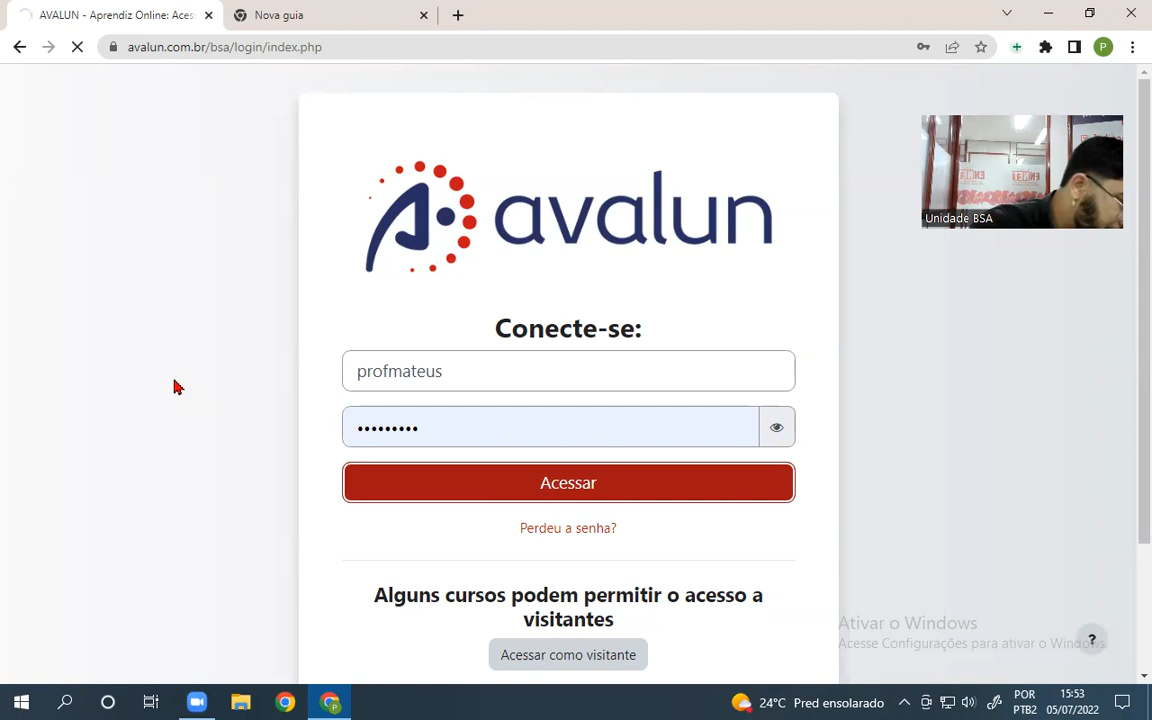 AVALUN - Aprendiz Online: Aces
Nova guia
avalun.com.br/bsa/login/index.php
P
avalun
Unidade BSA
Conecte-se:
profmateus
•••••••••
Acessar
Perdeu a senha?
Alguns cursos podem permitir o acesso a
visitantes
Acessar como visitante
Ativar o Windows
Acesse Configurações para ativar o Windows.
?
24°C Pred ensolarado
POR
PTB2
15:53
05/07/2022